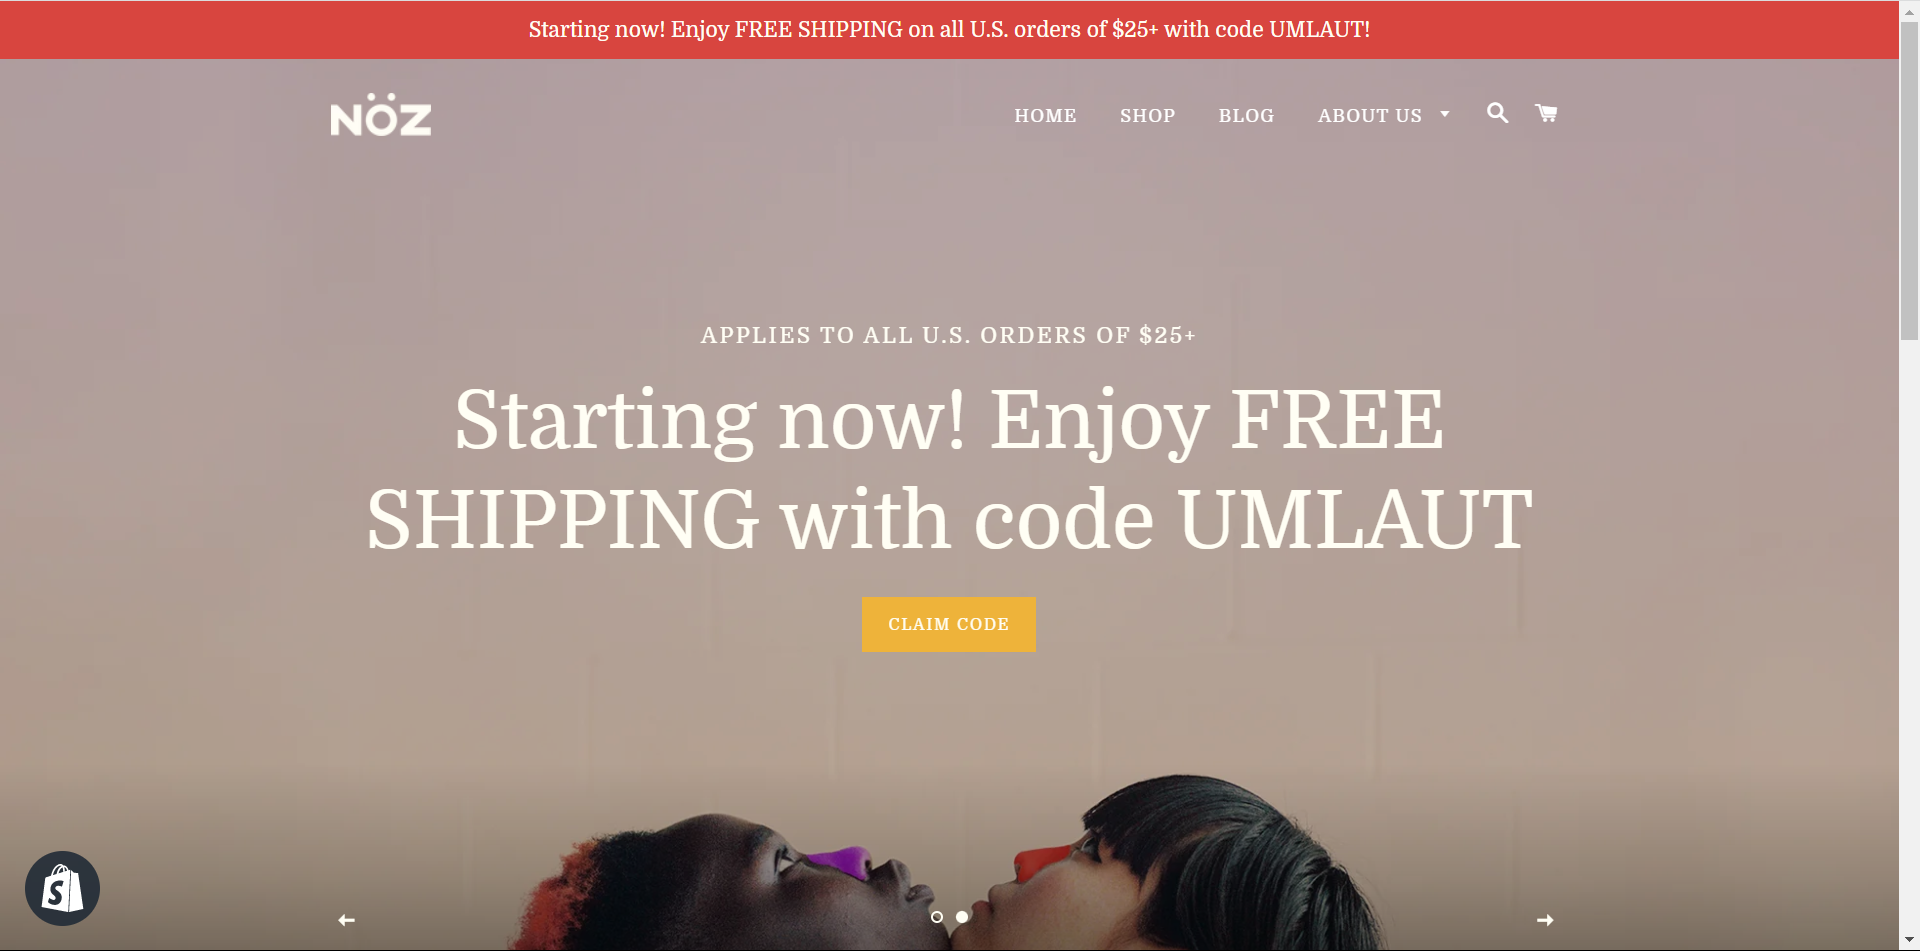 Starting now! Enjoy FREE SHIPPING on all U.S. orders of $25+ with code UMLAUT!
NÖZ
HOME SHOP BLOG ABOUT US
APPLIES TO ALL U.S. ORDERS OF $25+
Starting now! Enjoy FREE
SHIPPING with code UMLAUT
CLAIM CODE
S